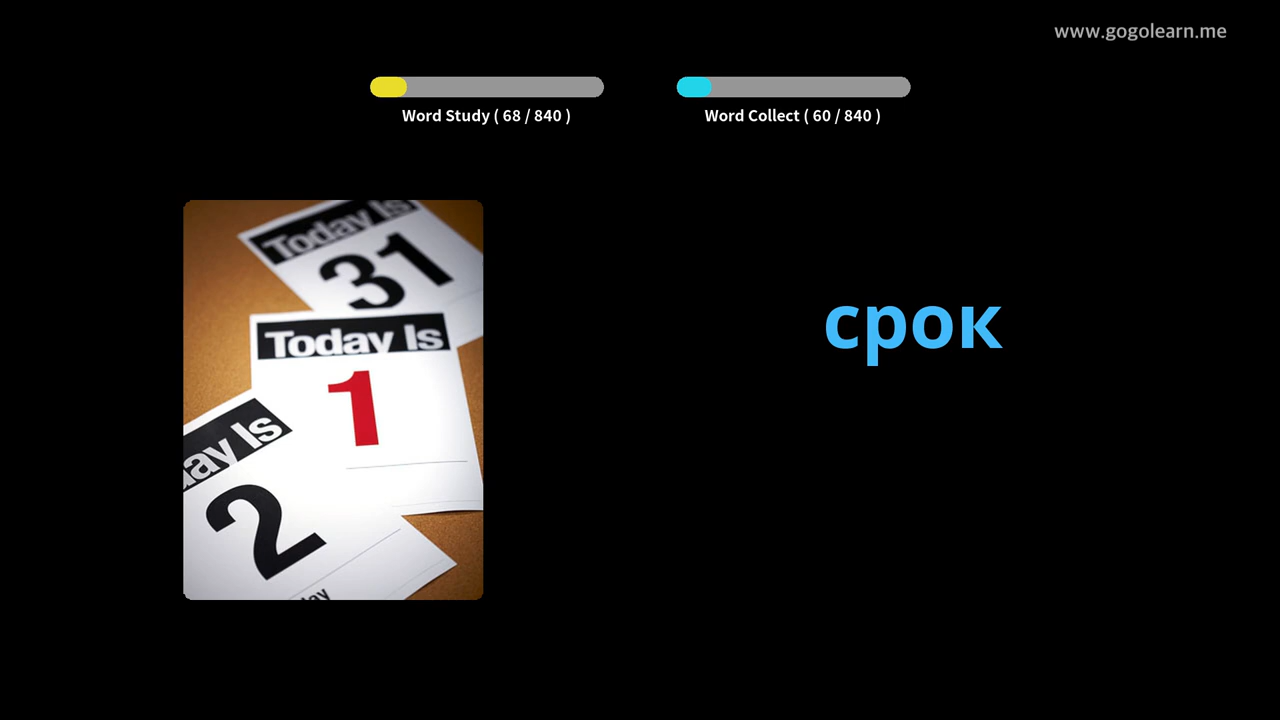 www.gogolearn.me
Word Study ( 68 / 840 )
Word Collect ( 60 / 840 )
Today Is
31
Today Is
1
срок
ay Is
2